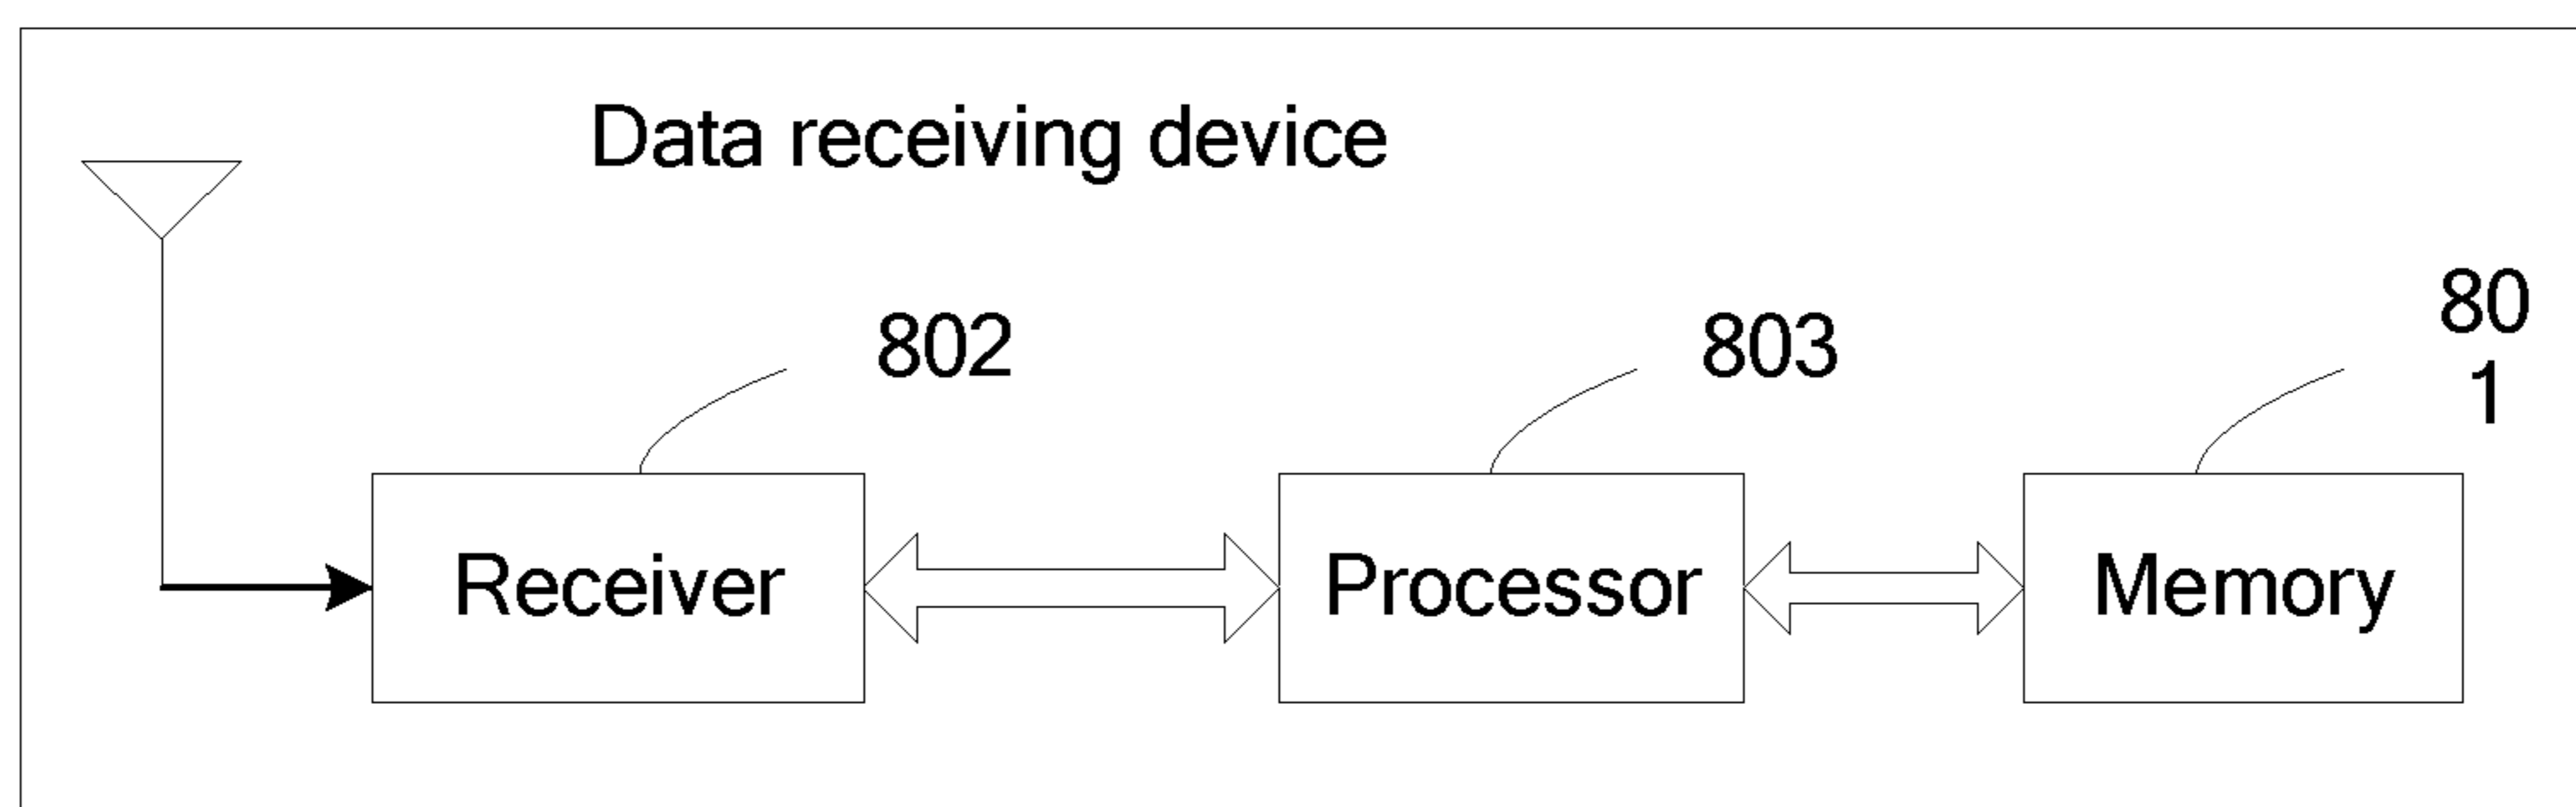 Data receiving device
802
803
80
1
Receiver
Processor
Memory